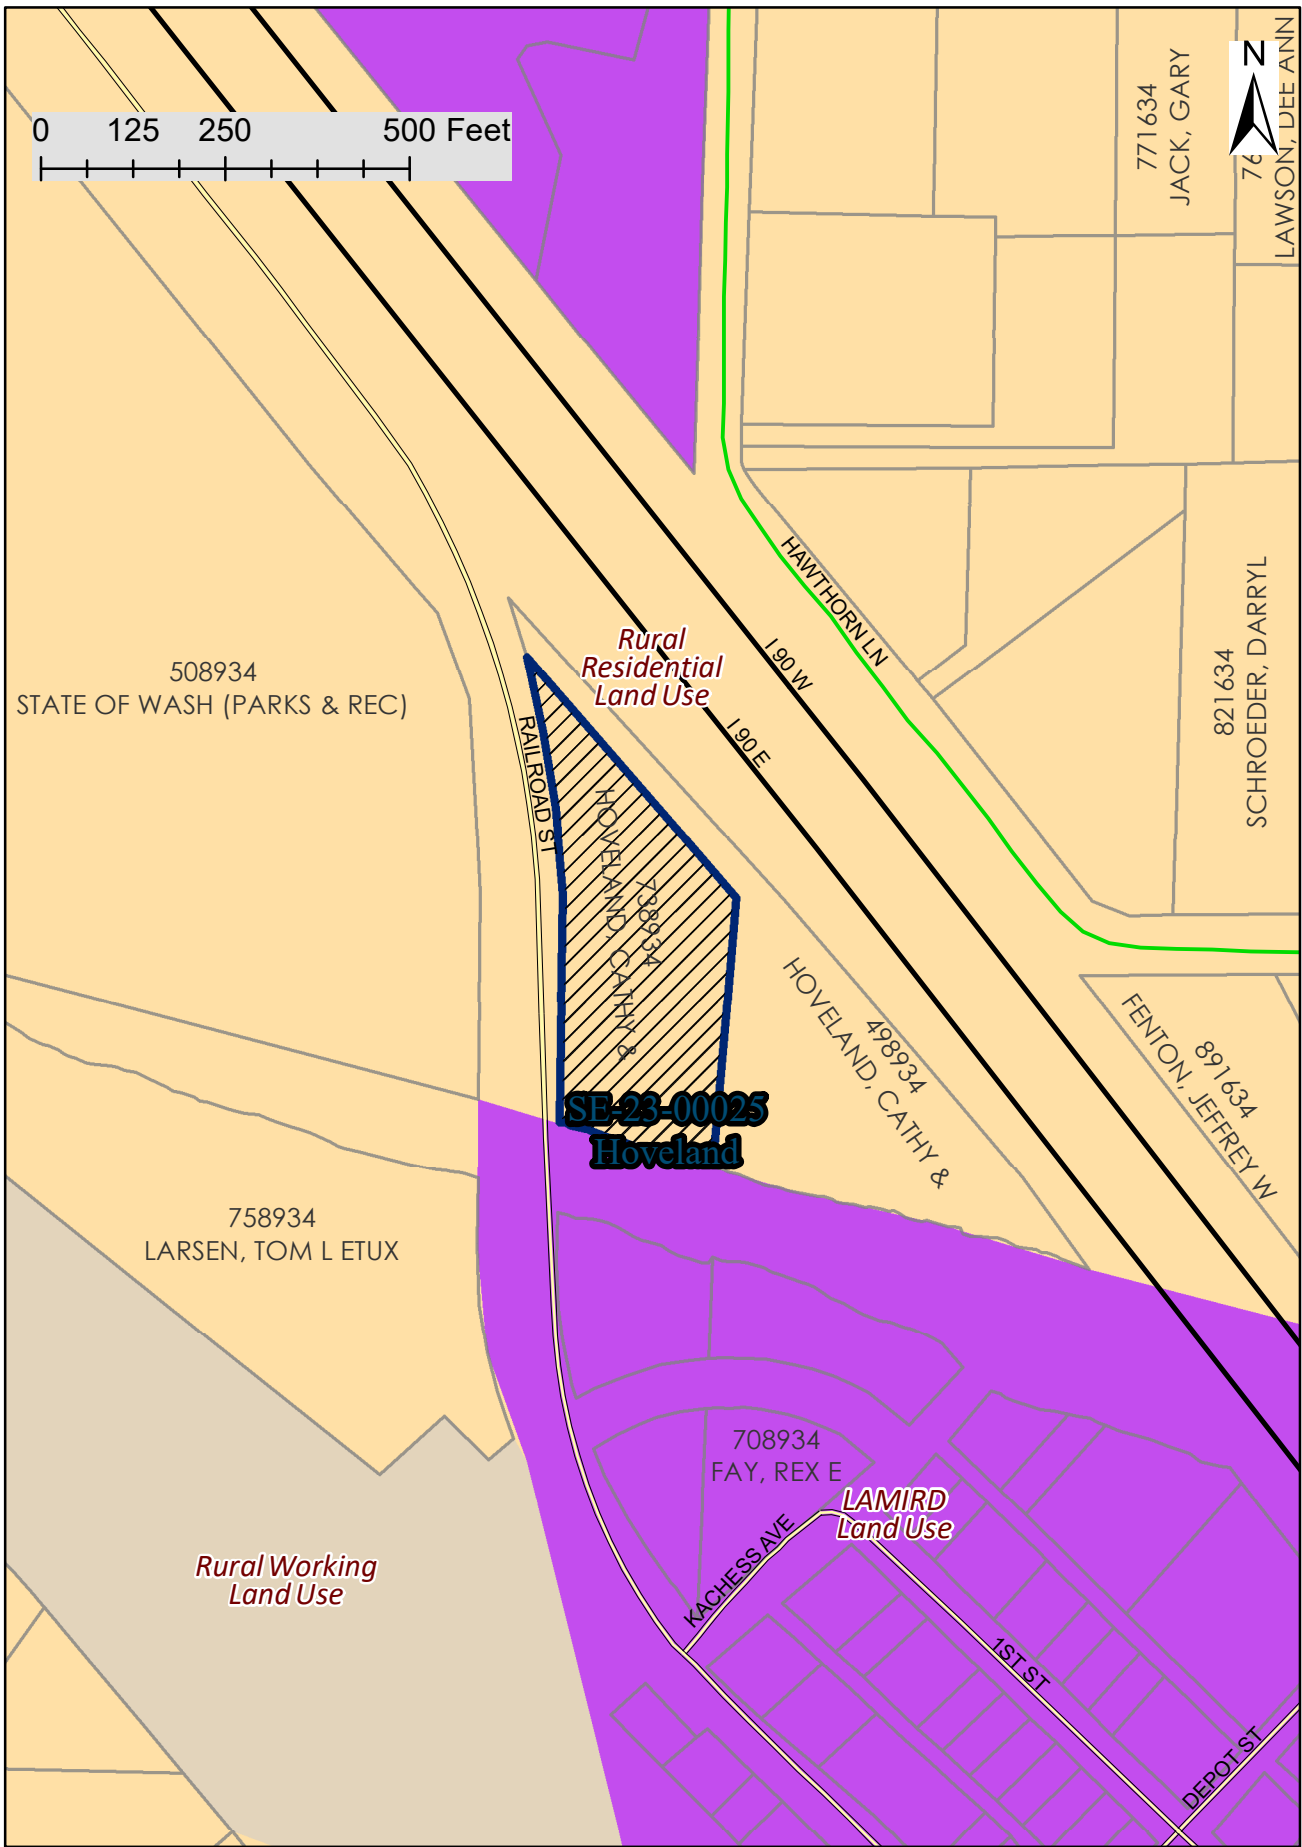 0 125 250 500 Feet
N
771634
JACK, GARY
76
LAWSON, DEE ANN
HAWTHORN LN
821634
SCHROEDER, DARRYL
Rural
Residential
Land Use
I 90 W
I 90 E
508934
STATE OF WASH (PARKS & REC)
RAILROAD ST
738934
HOVELAND, CATHY &
498934
HOVELAND, CATHY &
891634
FENTON, JEFFREY W
SE-23-00025
Hoveland
758934
LARSEN, TOM L ETUX
708934
FAY, REX E
LAMIRD
Land Use
KACHESS AVE
Rural Working
Land Use
1ST ST
DEPOT ST